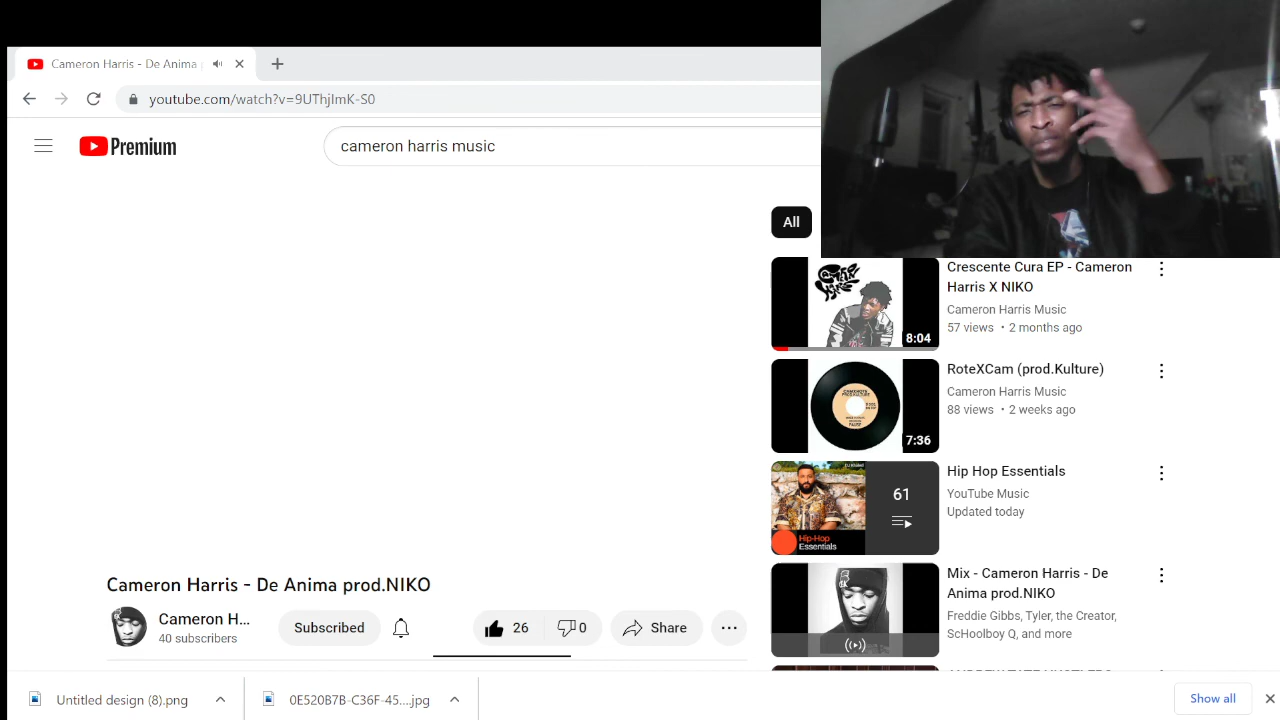 Cameron Harris - De Anima
youtube.com/watch?v=9UThjlmK-S0
Premium
cameron harris music
All
Crescente Cura EP - Cameron
Harris X NIKO
Cameron Harris Music
57 views • 2 months ago
8:04
RoteXCam (prod.Kulture)
Cameron Harris Music
88 views • 2 weeks ago
7:36
Hip Hop Essentials
YouTube Music
Updated today
61
Hip-Hop
Essentials
Mix - Cameron Harris - De
Anima prod.NIKO
Freddie Gibbs, Tyler, the Creator,
ScHoolboy Q, and more
Cameron Harris - De Anima prod.NIKO
Cameron H...
40 subscribers
Subscribed
26
0
Share
Untitled design (8).png
0E520B7B-C36F-45....jpg
Show all